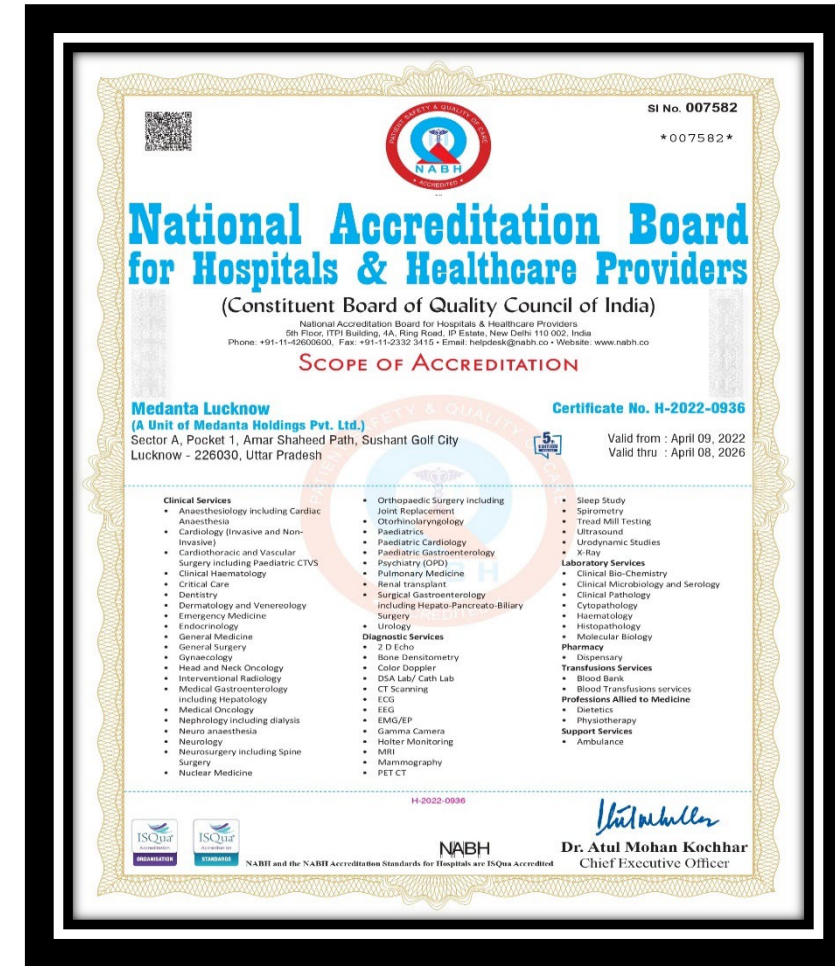 SI No. 007582
*007582*
PATIENT SAFETY & QUALITY OF CARE
NABH
• ACCREDITED •
National Accreditation Board
for Hospitals & Healthcare Providers
(Constituent Board of Quality Council of India)
National Accreditation Board for Hospitals & Healthcare Providers
5th Floor, ITPI Building, 4A, Ring Road, IP Estate, New Delhi 110 002, India
Phone: +91-11-42600600, Fax: +91-11-2332 3415 • Email: helpdesk@nabh.co • Website: www.nabh.co
SCOPE OF ACCREDITATION
Medanta Lucknow
(A Unit of Medanta Holdings Pvt. Ltd.)
Sector A, Pocket 1, Amar Shaheed Path, Sushant Golf City
Lucknow - 226030, Uttar Pradesh
Certificate No. H-2022-0936
5th
EDITION
Valid from : April 09, 2022
Valid thru : April 08, 2026
Clinical Services
• Anaesthesiology including Cardiac
Anaesthesia
• Cardiology (Invasive and Non-
Invasive)
• Cardiothoracic and Vascular
Surgery including Paediatric CTVS
• Clinical Haematology
• Critical Care
• Dentistry
• Dermatology and Venereology
• Emergency Medicine
• Endocrinology
• General Medicine
• General Surgery
• Gynaecology
• Head and Neck Oncology
• Interventional Radiology
• Medical Gastroenterology
including Hepatology
• Medical Oncology
• Nephrology including dialysis
• Neuro anaesthesia
• Neurology
• Neurosurgery including Spine
Surgery
• Nuclear Medicine
• Orthopaedic Surgery including
Joint Replacement
• Otorhinolaryngology
• Paediatrics
• Paediatric Cardiology
• Paediatric Gastroenterology
• Psychiatry (OPD)
• Pulmonary Medicine
• Renal transplant
• Surgical Gastroenterology
including Hepato-Pancreato-Biliary
Surgery
• Urology
Diagnostic Services
• 2 D Echo
• Bone Densitometry
• Color Doppler
• DSA Lab/ Cath Lab
• CT Scanning
• ECG
• EEG
• EMG/EP
• Gamma Camera
• Holter Monitoring
• MRI
• Mammography
• PET CT
• Sleep Study
• Spirometry
• Tread Mill Testing
• Ultrasound
• Urodynamic Studies
• X-Ray
Laboratory Services
• Clinical Bio-Chemistry
• Clinical Microbiology and Serology
• Clinical Pathology
• Cytopathology
• Haematology
• Histopathology
• Molecular Biology
Pharmacy
• Dispensary
Transfusions Services
• Blood Bank
• Blood Transfusions services
Professions Allied to Medicine
• Dietetics
• Physiotherapy
Support Services
• Ambulance
H-2022-0936
ISQua
Accreditation
ORGANISATION
ISQua
Accreditation
STANDARDS
NABH
NABH and the NABH Accreditation Standards for Hospitals are ISQua Accredited
Dr. Atul Mohan Kochhar
Chief Executive Officer